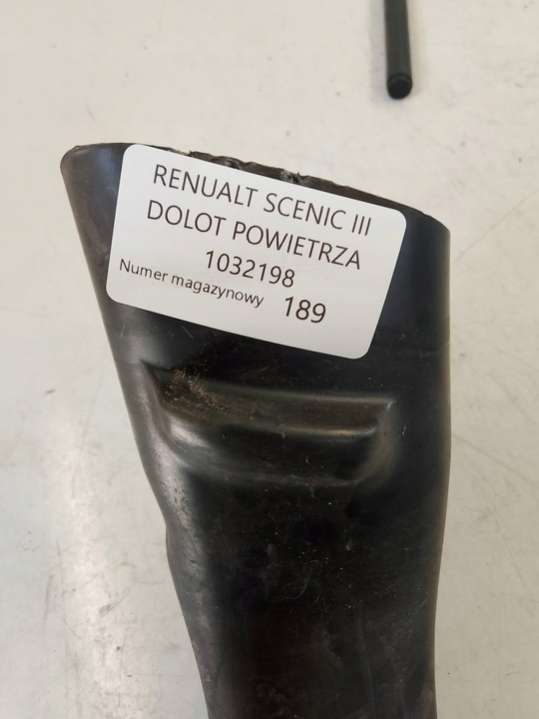 RENUALT SCENIC III
DOLOT POWIETRZA
1032198
Numer magazynowy 189